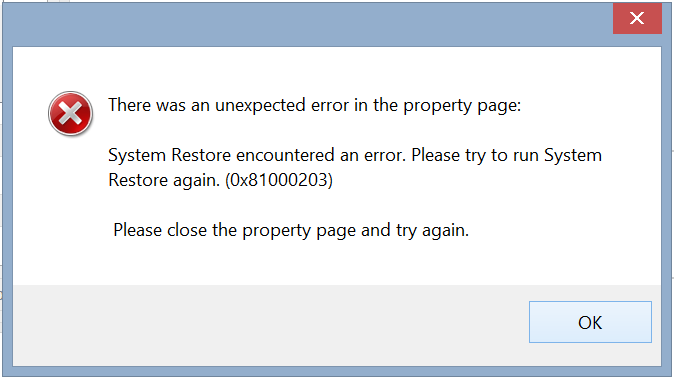 There was an unexpected error in the property page:
System Restore encountered an error. Please try to run System
Restore again. (0x81000203)
Please close the property page and try again.
OK